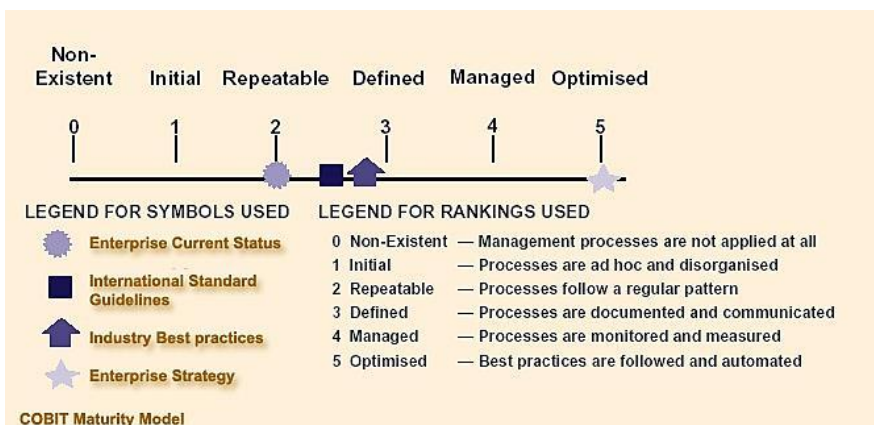 Non-
Existent Initial Repeatable Defined Managed Optimised
0 1 2 3 4 5
LEGEND FOR SYMBOLS USED
Enterprise Current Status
International Standard
Guidelines
Industry Best practices
Enterprise Strategy
LEGEND FOR RANKINGS USED
0 Non-Existent — Management processes are not applied at all
1 Initial — Processes are ad hoc and disorganised
2 Repeatable — Processes follow a regular pattern
3 Defined — Processes are documented and communicated
4 Managed — Processes are monitored and measured
5 Optimised — Best practices are followed and automated
COBIT Maturity Model